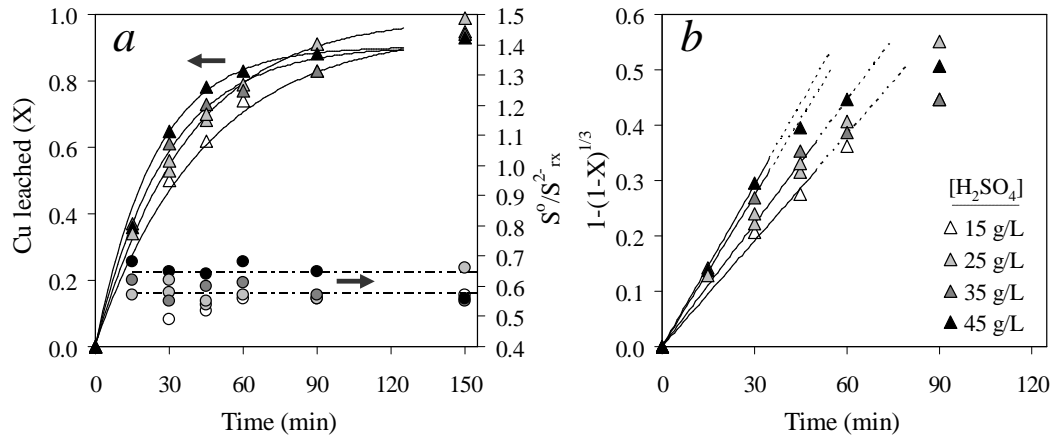 a
1.0
0.8
0.6
0.4
0.2
0.0
Cu leached (X)
1.5
1.4
1.3
1.2
1.1
1.0
0.9
0.8
0.7
0.6
0.5
0.4
S⁰/S²⁻ᵣₓ
0 30 60 90 120 150
Time (min)
b
0.6
0.5
0.4
0.3
0.2
0.1
0.0
1-(1-X)^1/3
[H₂SO₄]
15 g/L
25 g/L
35 g/L
45 g/L
0 30 60 90 120
Time (min)